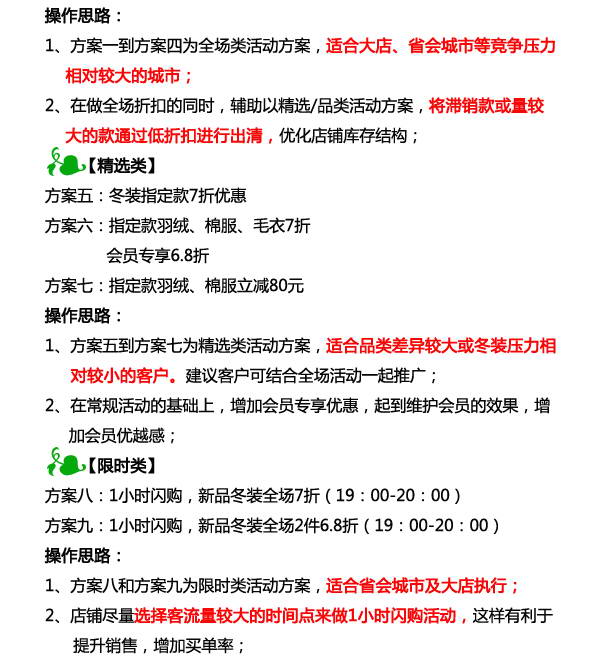 操作思路：
1、方案一到方案四为全场类活动方案，适合大店、省会城市等竞争压力
相对较大的城市；
2、在做全场折扣的同时，辅助以精选/品类活动方案，将滞销款或量较
大的款通过低折扣进行出清，优化店铺库存结构；
【精选类】
方案五：冬装指定款7折优惠
方案六：指定款羽绒、棉服、毛衣7折
会员专享6.8折
方案七：指定款羽绒、棉服立减80元
操作思路：
1、方案五到方案七为精选类活动方案，适合品类差异较大或冬装压力相
对较小的客户。建议客户可结合全场活动一起推广；
2、在常规活动的基础上，增加会员专享优惠，起到维护会员的效果，增
加会员优越感；
【限时类】
方案八：1小时闪购，新品冬装全场7折（19：00-20：00）
方案九：1小时闪购，新品冬装全场2件6.8折（19：00-20：00）
操作思路：
1、方案八和方案九为限时类活动方案，适合省会城市及大店执行；
2、店铺尽量选择客流量较大的时间点来做1小时闪购活动，这样有利于
提升销售，增加买单率；